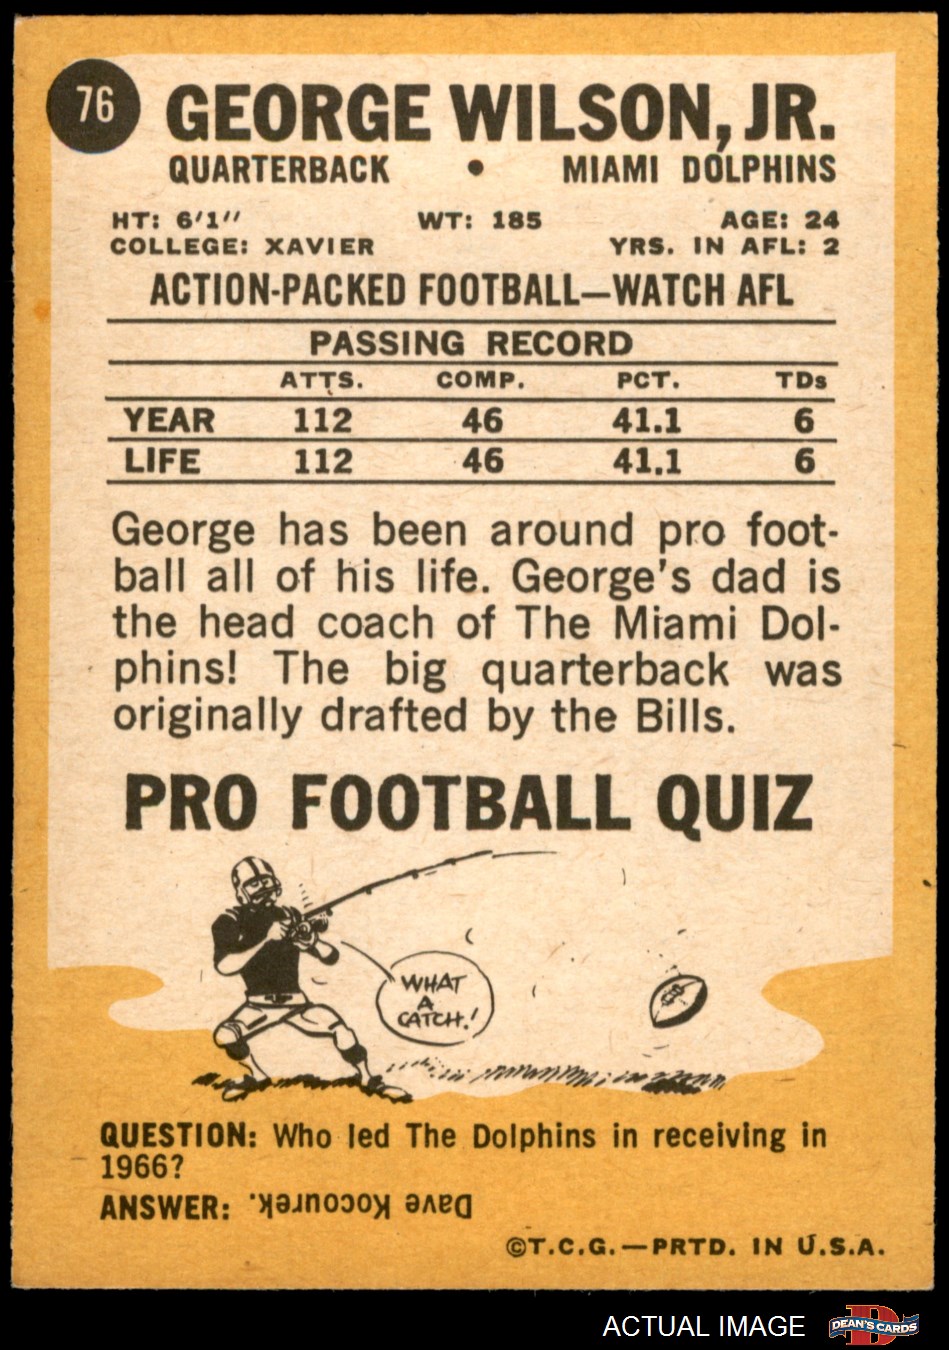 76
GEORGE WILSON, JR.
QUARTERBACK • MIAMI DOLPHINS
HT: 6'1" WT: 185 AGE: 24
COLLEGE: XAVIER YRS. IN AFL: 2
ACTION-PACKED FOOTBALL—WATCH AFL
PASSING RECORD
ATTS. COMP. PCT. TDs
YEAR 112 46 41.1 6
LIFE 112 46 41.1 6
George has been around pro foot-
ball all of his life. George's dad is
the head coach of The Miami Dol-
phins! The big quarterback was
originally drafted by the Bills.
PRO FOOTBALL QUIZ
WHAT
A
CATCH!
QUESTION: Who led The Dolphins in receiving in
1966?
ANSWER: Dave Kocourek.
©T.C.G.—PRTD. IN U.S.A.
ACTUAL IMAGE
D
DEAN'S CARDS